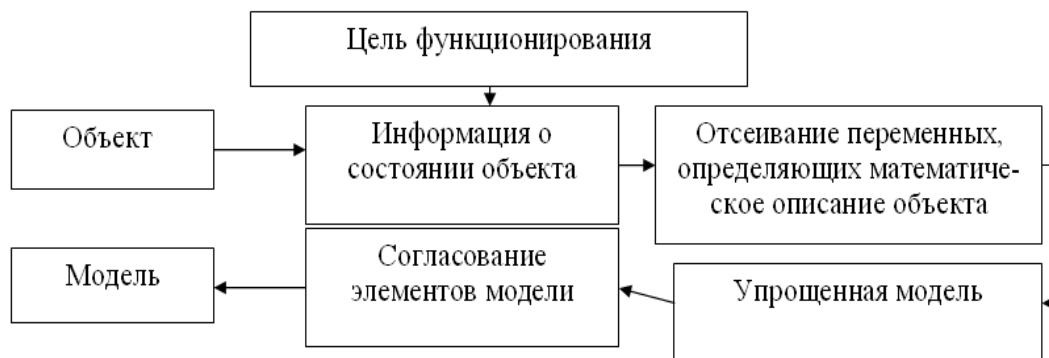 Цель функционирования
Объект
Информация о
состоянии объекта
Отсеивание переменных,
определяющих математиче-
ское описание объекта
Модель
Согласование
элементов модели
Упрощенная модель